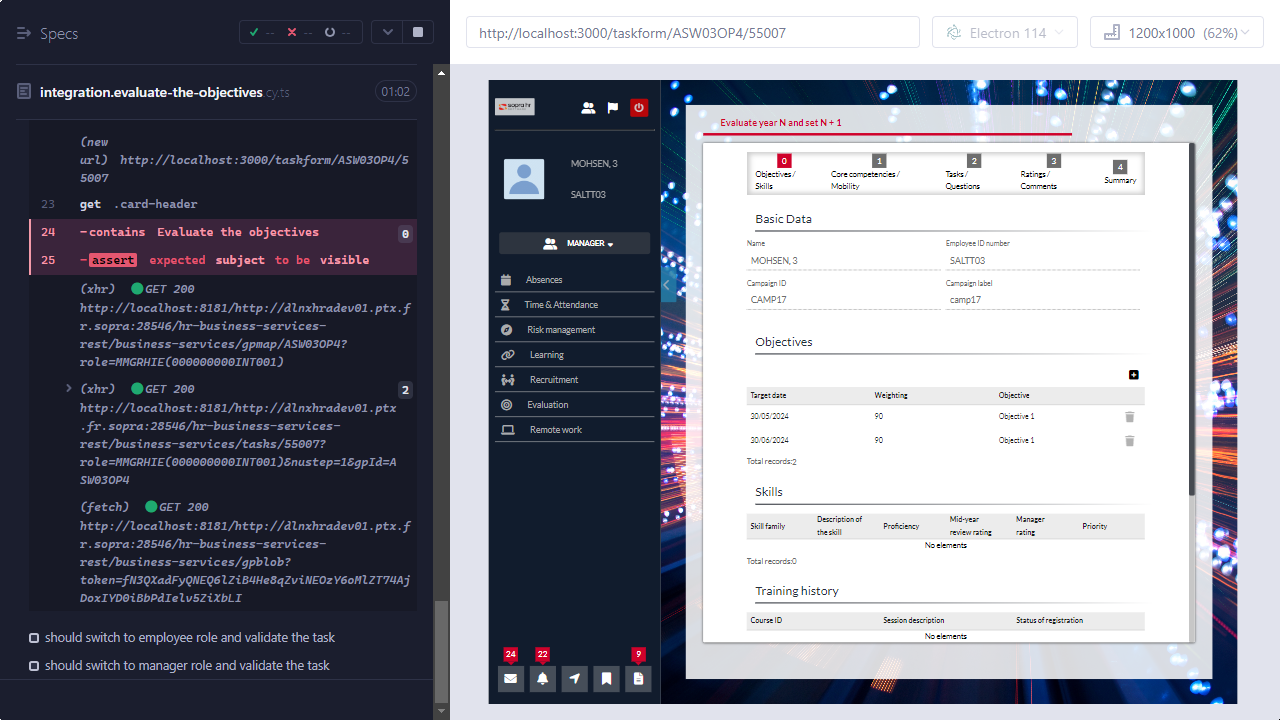 Specs
-- -- --
integration.evaluate-the-objectives.cy.ts
01:02
(new
url) http://localhost:3000/taskform/ASW03OP4/5
5007
23 get .card-header
24 -contains Evaluate the objectives 0
25 -assert expected subject to be visible
(xhr) GET 200
http://localhost:8181/http://dlnxhradev01.ptx.f
r.sopra:28546/hr-business-services-
rest/business-services/gpmap/ASW03OP4?
role=MMGRHIE(000000000INT001)
(xhr) GET 200 2
http://localhost:8181/http://dlnxhradev01.ptx
.fr.sopra:28546/hr-business-services-
rest/business-services/tasks/55007?
role=MMGRHIE(000000000INT001)&nustep=1&gpId=A
SW03OP4
(fetch) GET 200
http://localhost:8181/http://dlnxhradev01.ptx.f
r.sopra:28546/hr-business-services-
rest/business-services/gpblob?
token=fN3QXadFyQNEQ6lZiB4He8qZviNEOzY6oMlZT74Aj
DoxIYD0iBbPdIelv5ZiXbLI
should switch to employee role and validate the task
should switch to manager role and validate the task
http://localhost:3000/taskform/ASW03OP4/55007
Electron 114
1200x1000 (62%)
sopra hr
MOHSEN, 3
SALTT03
MANAGER
Absences
Time & Attendance
Risk management
Learning
Recruitment
Evaluation
Remote work
24
22
9
Evaluate year N and set N + 1
0
Objectives /
Skills
1
Core competencies /
Mobility
2
Tasks /
Questions
3
Ratings /
Comments
4
Summary
Basic Data
Name Employee ID number
MOHSEN, 3 SALTT03
Campaign ID Campaign label
CAMP17 camp17
Objectives
Target date Weighting Objective
30/05/2024 90 Objective 1
30/06/2024 90 Objective 1
Total records:2
Skills
Skill family Description of the skill Proficiency Mid-year review rating Manager rating Priority
No elements
Total records:0
Training history
Course ID Session description Status of registration
No elements